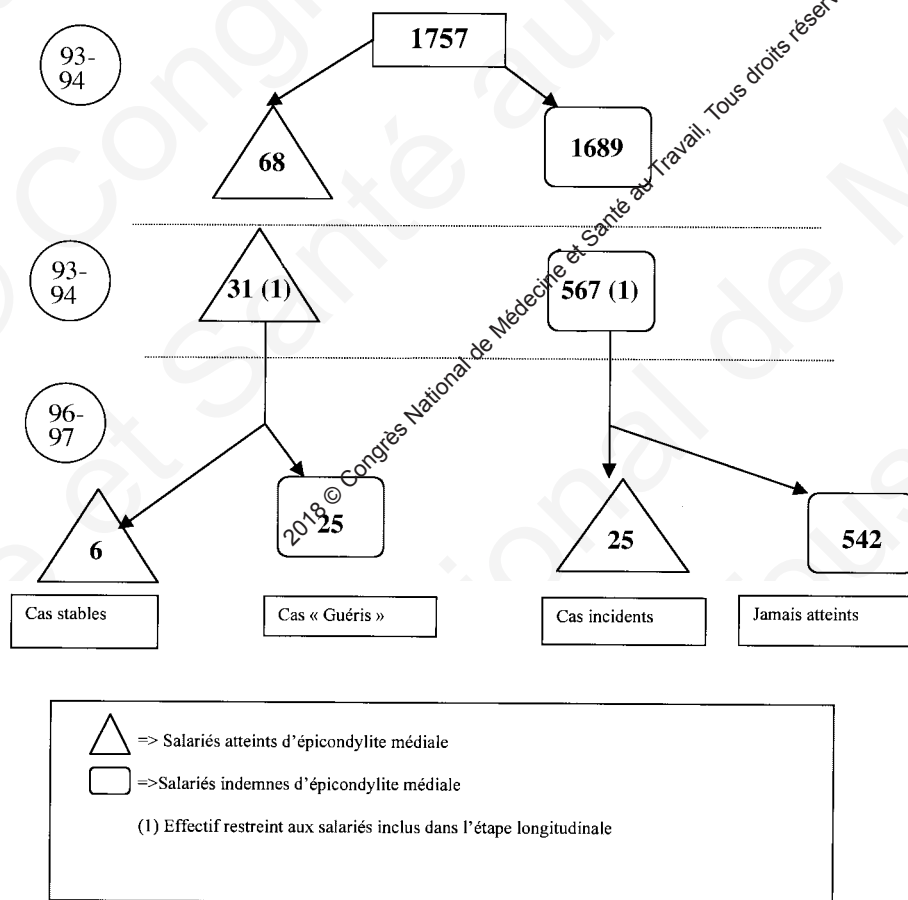 1757
93-
94
68
1689
93-
94
31 (1)
567 (1)
96-
97
6
25
25
542
Cas stables
Cas « Guéris »
Cas incidents
Jamais atteints
=> Salariés atteints d'épicondylite médiale
=>Salariés indemnes d'épicondylite médiale
(1) Effectif restreint aux salariés inclus dans l'étape longitudinale
2018 © Congrès National de Médecine et Santé au Travail, Tous droits réserv